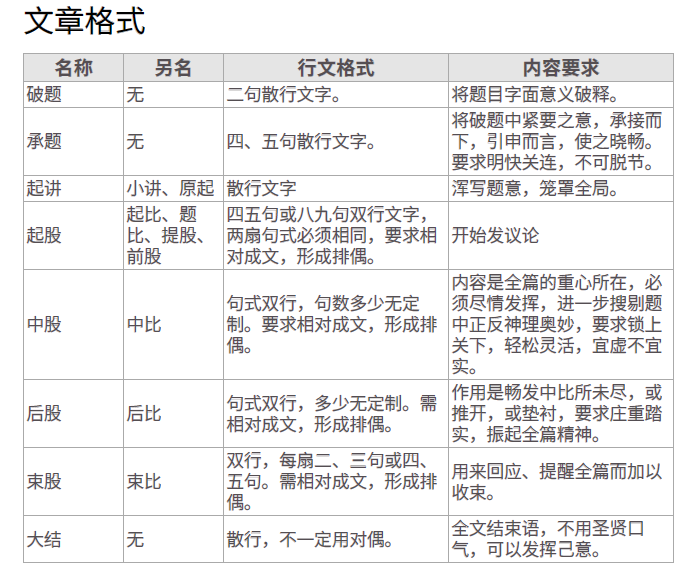 文章格式
名称 另名 行文格式 内容要求
破题 无 二句散行文字。 将题目字面意义破释。
承题 无 四、五句散行文字。 将破题中紧要之意，承接而
下，引申而言，使之晓畅。
要求明快关连，不可脱节。
起讲 小讲、原起 散行文字 浑写题意，笼罩全局。
起股 起比、题
比、提股、
前股
四五句或八九句双行文字，
两扇句式必须相同，要求相
对成文，形成排偶。
开始发议论
中股 中比
句式双行，句数多少无定
制。要求相对成文，形成排
偶。
内容是全篇的重心所在，必
须尽情发挥，进一步搜剔题
中正反神理奥妙，要求锁上
关下，轻松灵活，宜虚不宜
实。
后股 后比
句式双行，多少无定制。需
相对成文，形成排偶。
作用是畅发中比所未尽，或
推开，或垫衬，要求庄重踏
实，振起全篇精神。
束股 束比
双行，每扇二、三句或四、
五句。需相对成文，形成排
偶。
用来回应、提醒全篇而加以
收束。
大结 无 散行，不一定用对偶。
全文结束语，不用圣贤口
气，可以发挥己意。